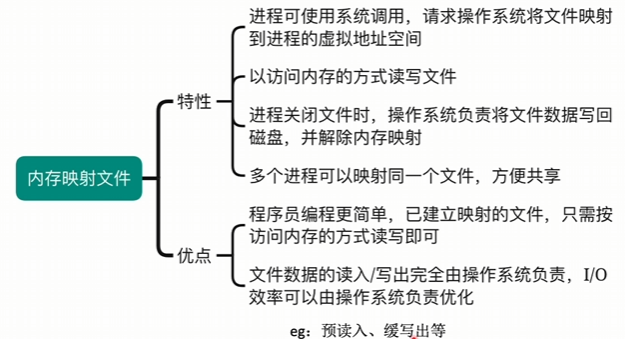 进程可使用系统调用，请求操作系统将文件映射
到进程的虚拟地址空间
以访问内存的方式读写文件
特性
进程关闭文件时，操作系统负责将文件数据写回
磁盘，并解除内存映射
多个进程可以映射同一个文件，方便共享
内存映射文件
程序员编程更简单，已建立映射的文件，只需按
访问内存的方式读写即可
优点
文件数据的读入/写出完全由操作系统负责，I/O
效率可以由操作系统负责优化
eg：预读入、缓写出等